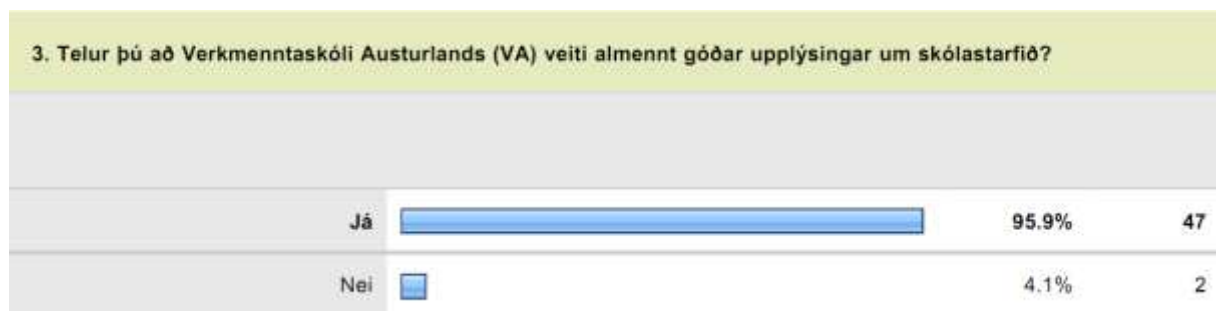 3. Telur þú að Verkmenntaskóli Austurlands (VA) veiti almennt góðar upplýsingar um skólastarfið?
Já 95.9% 47
Nei 4.1% 2